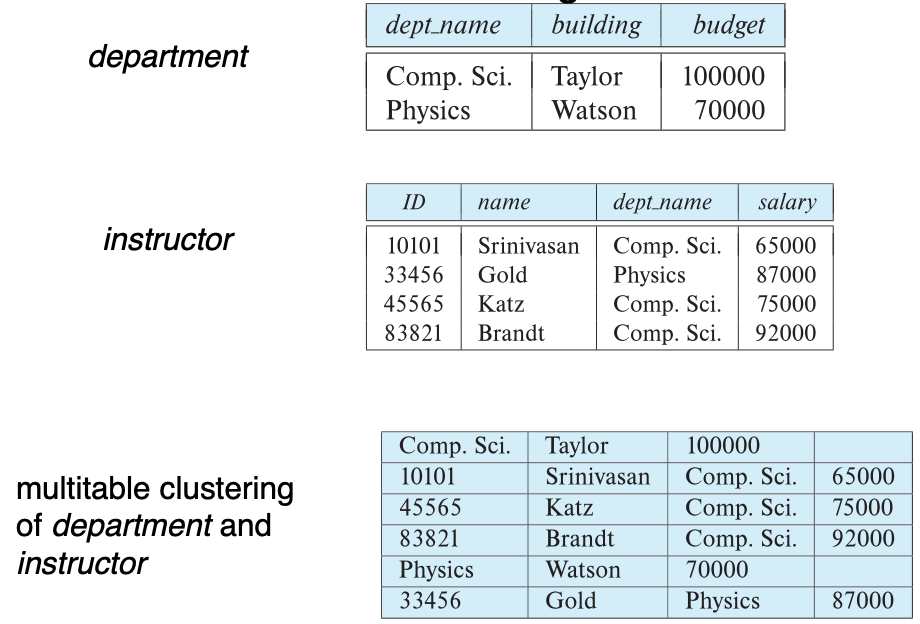 dept_name building budget
department
Comp. Sci. Taylor 100000
Physics Watson 70000
ID name dept_name salary
instructor
10101 Srinivasan Comp. Sci. 65000
33456 Gold Physics 87000
45565 Katz Comp. Sci. 75000
83821 Brandt Comp. Sci. 92000
multitable clustering
of department and
instructor
Comp. Sci. Taylor 100000
10101 Srinivasan Comp. Sci. 65000
45565 Katz Comp. Sci. 75000
83821 Brandt Comp. Sci. 92000
Physics Watson 70000
33456 Gold Physics 87000